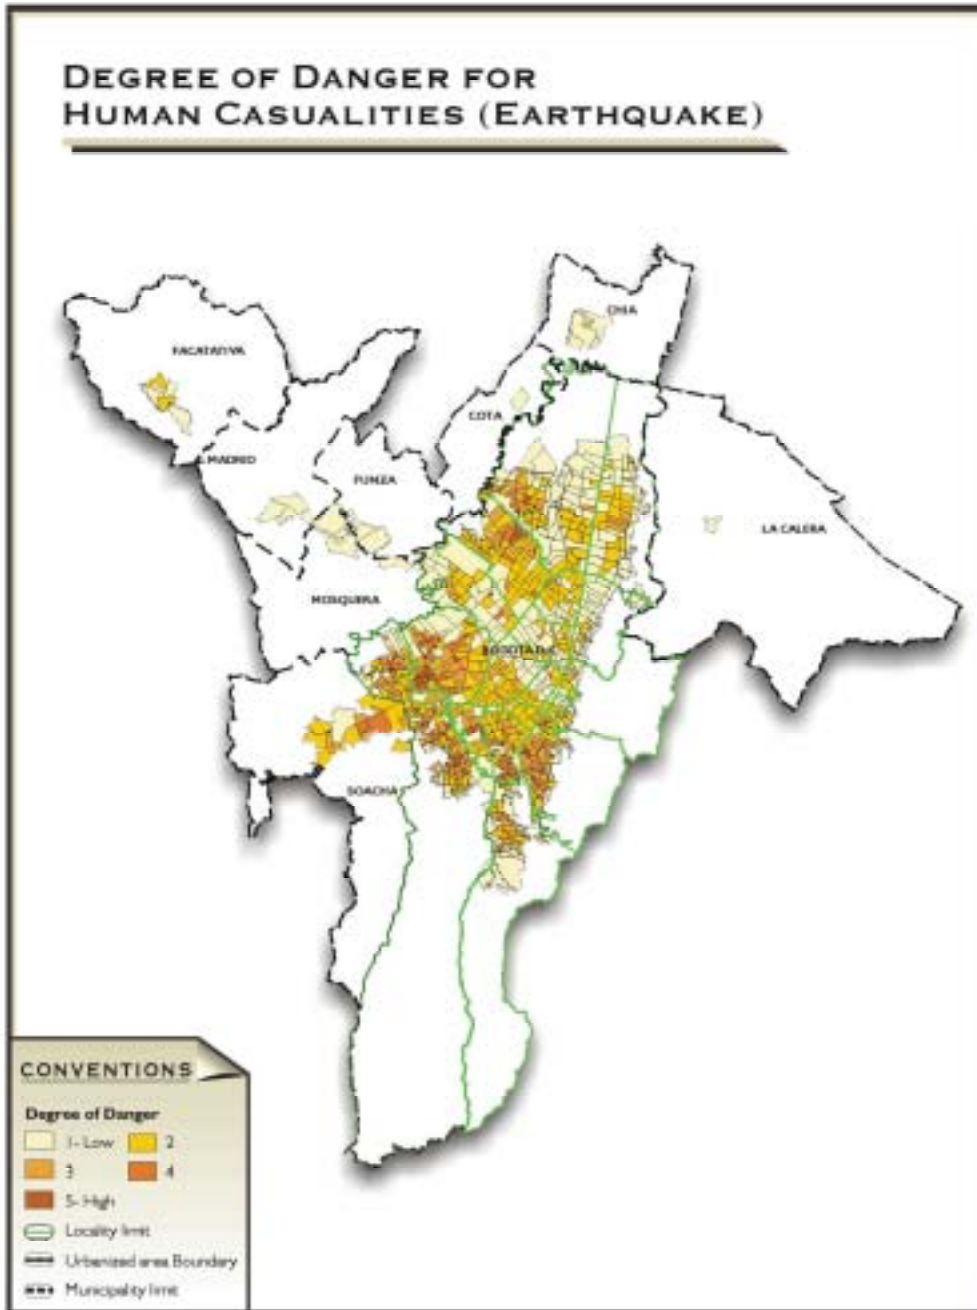 DEGREE OF DANGER FOR
HUMAN CASUALITIES (EARTHQUAKE)
CHIA
FACATATIVA
COTA
MADRID
FUNZA
LA CALERA
MOSQUERA
BOGOTA D.C
SOACHA
CONVENTIONS
Degree of Danger
1- Low 2
3 4
5- High
Locality limit
Urbanized area Boundary
Municipality limit